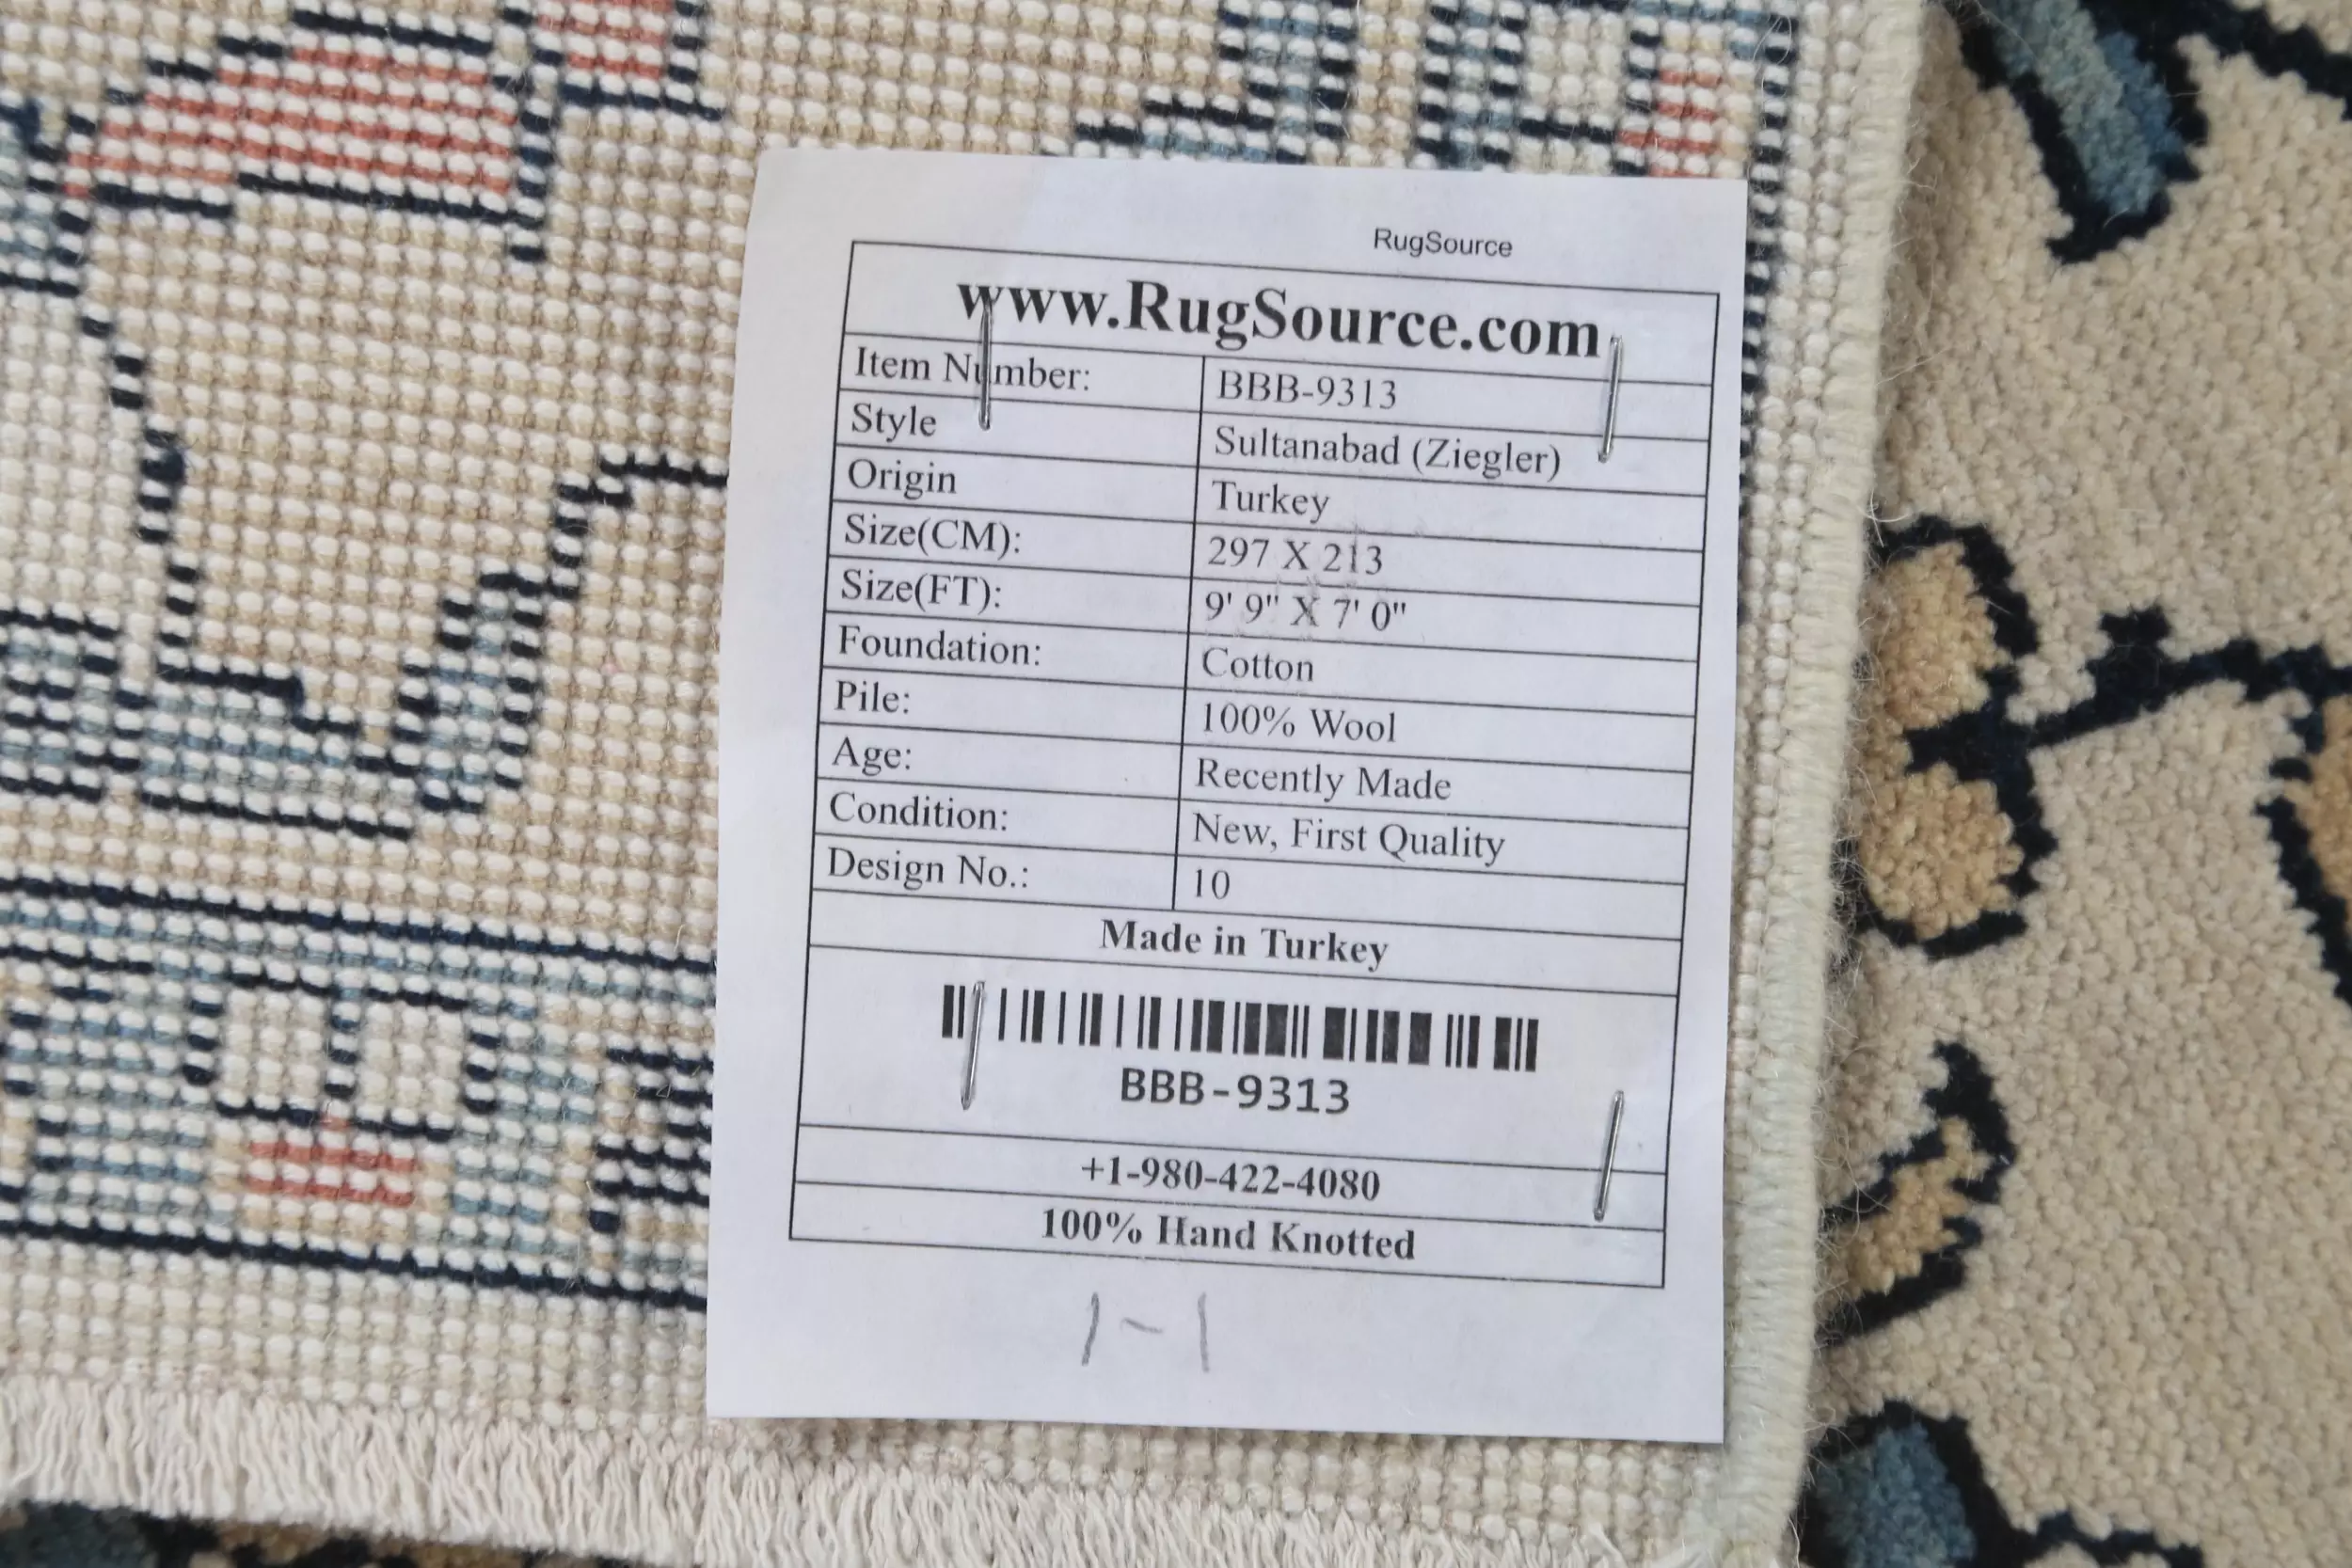 RugSource
www.RugSource.com
Item Number: BBB-9313
Style Sultanabad (Ziegler)
Origin Turkey
Size(CM): 297 X 213
Size(FT): 9' 9" X 7' 0"
Foundation: Cotton
Pile: 100% Wool
Age: Recently Made
Condition: New, First Quality
Design No.: 10
Made in Turkey
BBB-9313
+1-980-422-4080
100% Hand Knotted
1-1